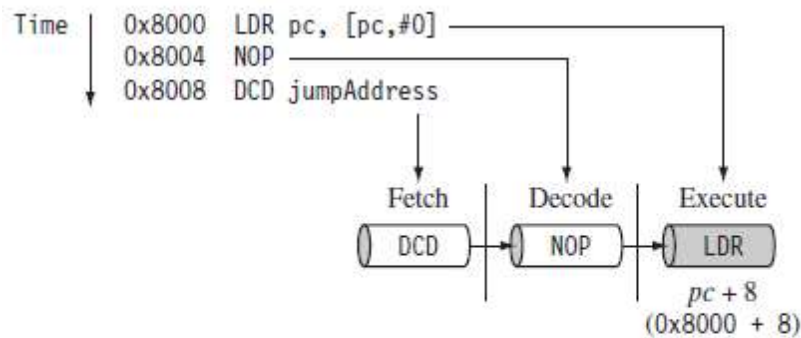 Time 0x8000 LDR pc, [pc,#0]
0x8004 NOP
0x8008 DCD jumpAddress
Fetch Decode Execute
DCD NOP LDR
pc + 8
(0x8000 + 8)